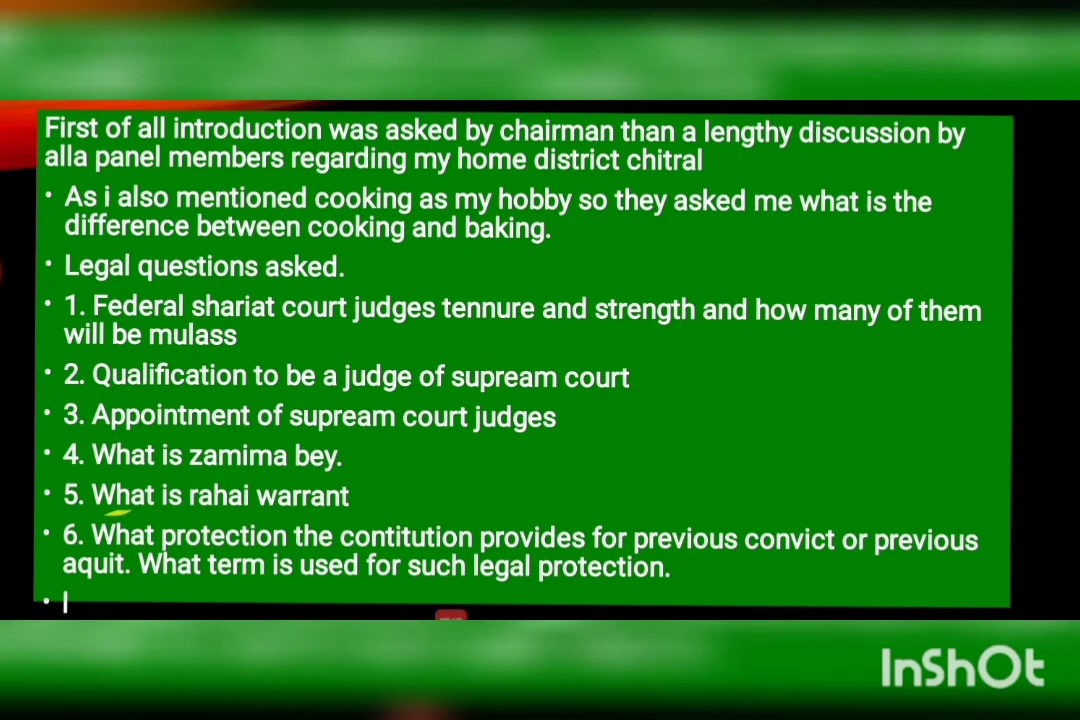 First of all introduction was asked by chairman than a lengthy discussion by
alla panel members regarding my home district chitral
• As i also mentioned cooking as my hobby so they asked me what is the
difference between cooking and baking.
• Legal questions asked.
• 1. Federal shariat court judges tennure and strength and how many of them
will be mulass
• 2. Qualification to be a judge of supream court
• 3. Appointment of supream court judges
• 4. What is zamima bey.
• 5. What is rahai warrant
• 6. What protection the contitution provides for previous convict or previous
aquit. What term is used for such legal protection.
• |
InShOt